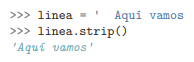 >>> linea = '  Aquí vamos
>>> linea.strip()
'Aquí vamos'